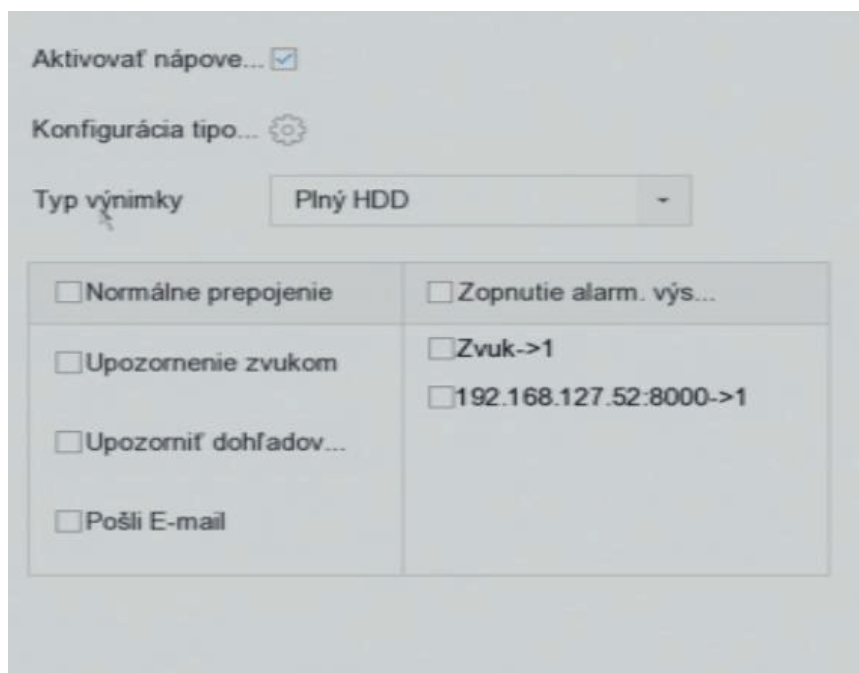 Aktivovať nápove...
Konfigurácia tipo...
Typ výnimky
Plný HDD
Normálne prepojenie
Zopnutie alarm. výs...
Upozornenie zvukom
Zvuk->1
192.168.127.52:8000->1
Upozorniť dohľadov...
Pošli E-mail